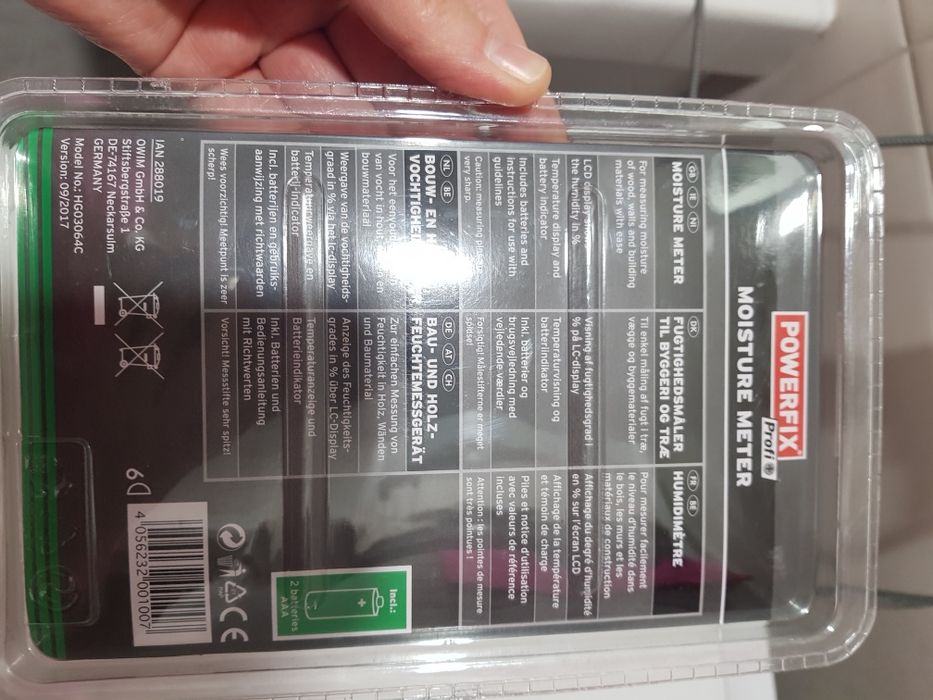 POWERFIX®
Profi
MOISTURE METER
GB IE NI
MOISTURE METER
For measuring moisture
of wood, walls and building
materials with ease
LCD display
the humidity in %
Temperature display and
battery indicator
Includes batteries and
instructions for use with
guidelines
Caution: measuring
very sharp.
DK
FUGTIGHEDSMÅLER
TIL BYGGERI OG TRÆ
Til enkel måling af fugt i træ,
vægge og byggematerialer
Visning af fugtighedsgrad i
% på LC-display
Temperaturvisning og
batteriindikator
Inkl. batterier og
brugsvejledning med
vejledende værdier
Forsigtig! Målestifterne er meget
spidse!
FR BE
HUMIDIMÈTRE
Pour mesurer facilement
le niveau d'humidité dans
le bois, les murs et les
matériaux de construction
Affichage du degré d'humidité
en % sur l'écran LCD
Affichage de la température
et témoin de charge
Piles et notice d'utilisation
avec valeurs de référence
incluses
Attention : les pointes de mesure
sont très pointues !
NL BE
BOUW- EN
VOCHTIGHEI
Voor het eenvoudig
van vocht in hout,
bouwmateriaal
Weergave van de vochtigheids-
graad in % via het lc-display
Temperatuurweergave en
batterij-indicator
Incl. batterijen en gebruiks-
aanwijzing met richtwaarden
Wees voorzichtig! Meetpunt is zeer
scherp!
DE AT CH
BAU- UND HOLZ-
FEUCHTEMESSGERÄT
Zur einfachen Messung von
Feuchtigkeit in Holz, Wänden
und Baumaterial
Anzeige des Feuchtigkeits-
grades in % über LC-Display
Temperaturanzeige und
Batterieindikator
Inkl. Batterien und
Bedienungsanleitung
mit Richtwerten
Vorsicht! Messstifte sehr spitz!
Incl.:
2 batteries
AAA
CE
IAN 288019
OWIM GmbH & Co. KG
Stiftsbergstraße 1
DE-74167 Neckarsulm
GERMANY
Model No.: HG03064C
Version: 09/2017
6
4 056232 001007